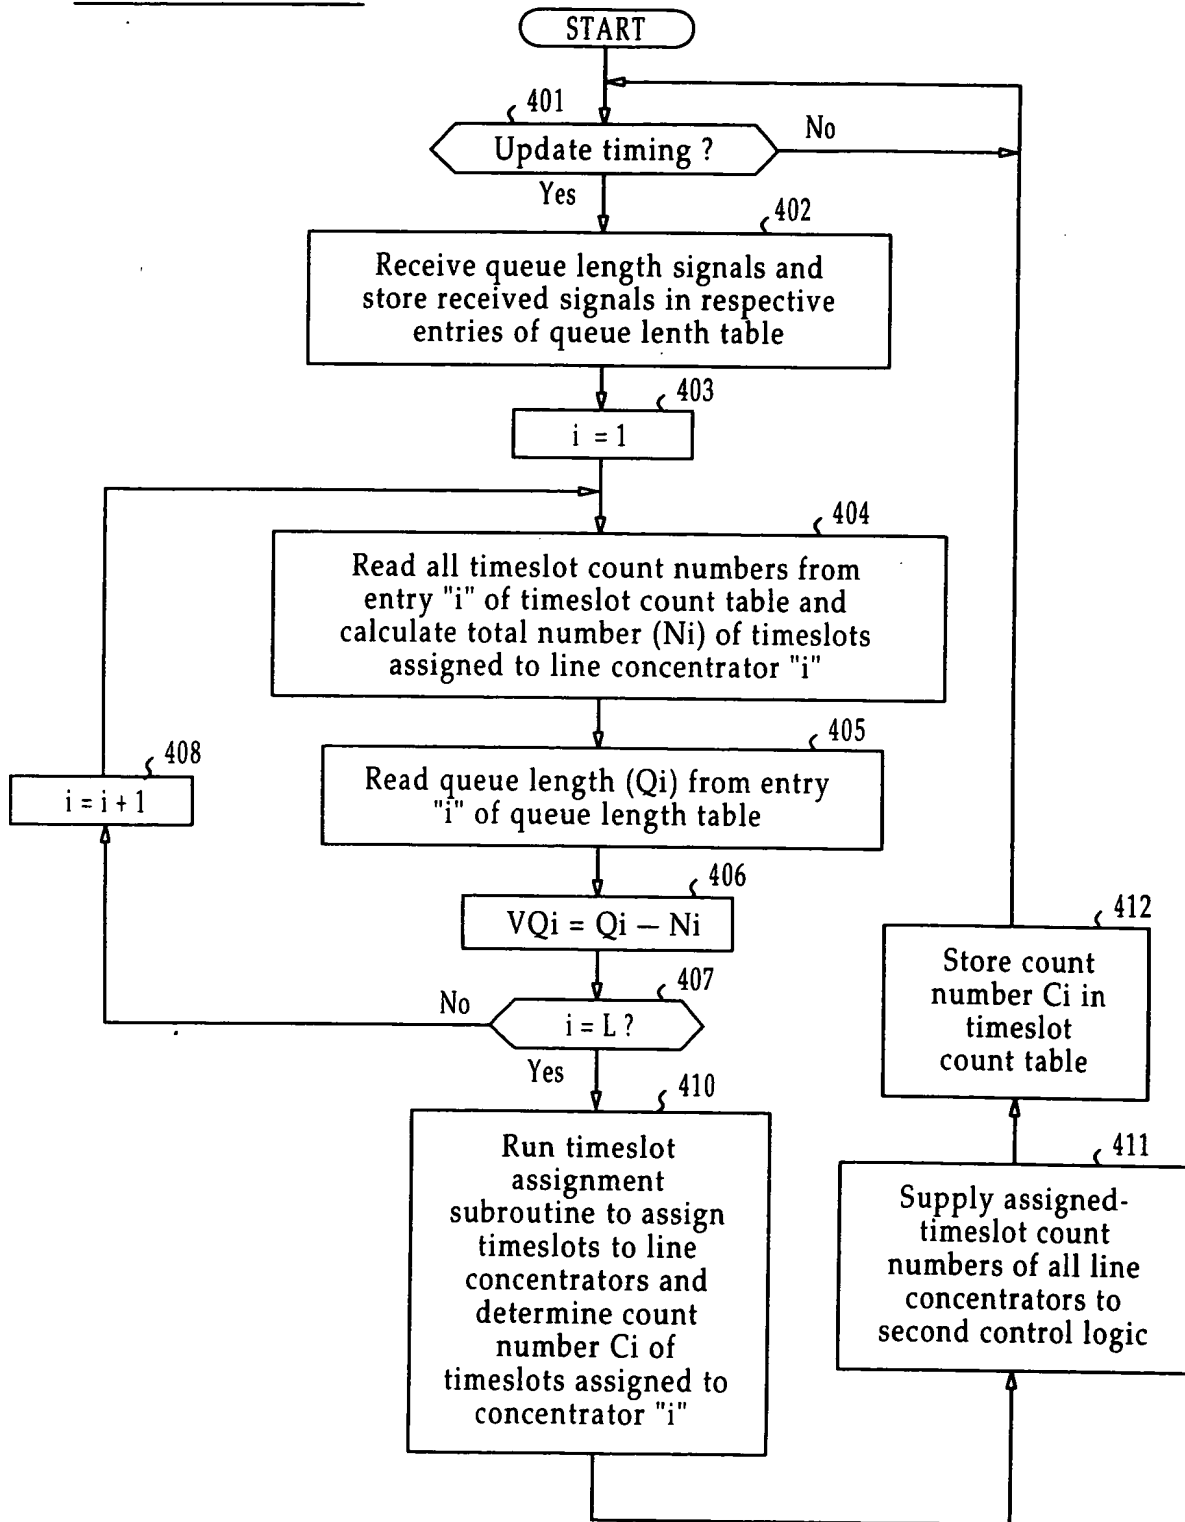 START
401
Update timing ?
No
Yes
402
Receive queue length signals and
store received signals in respective
entries of queue lenth table
403
i = 1
404
Read all timeslot count numbers from
entry "i" of timeslot count table and
calculate total number (Ni) of timeslots
assigned to line concentrator "i"
405
Read queue length (Qi) from entry
"i" of queue length table
408
i = i + 1
406
VQi = Qi — Ni
407
i = L ?
No
Yes
410
Run timeslot
assignment
subroutine to assign
timeslots to line
concentrators and
determine count
number Ci of
timeslots assigned to
concentrator "i"
412
Store count
number Ci in
timeslot
count table
411
Supply assigned-
timeslot count
numbers of all line
concentrators to
second control logic